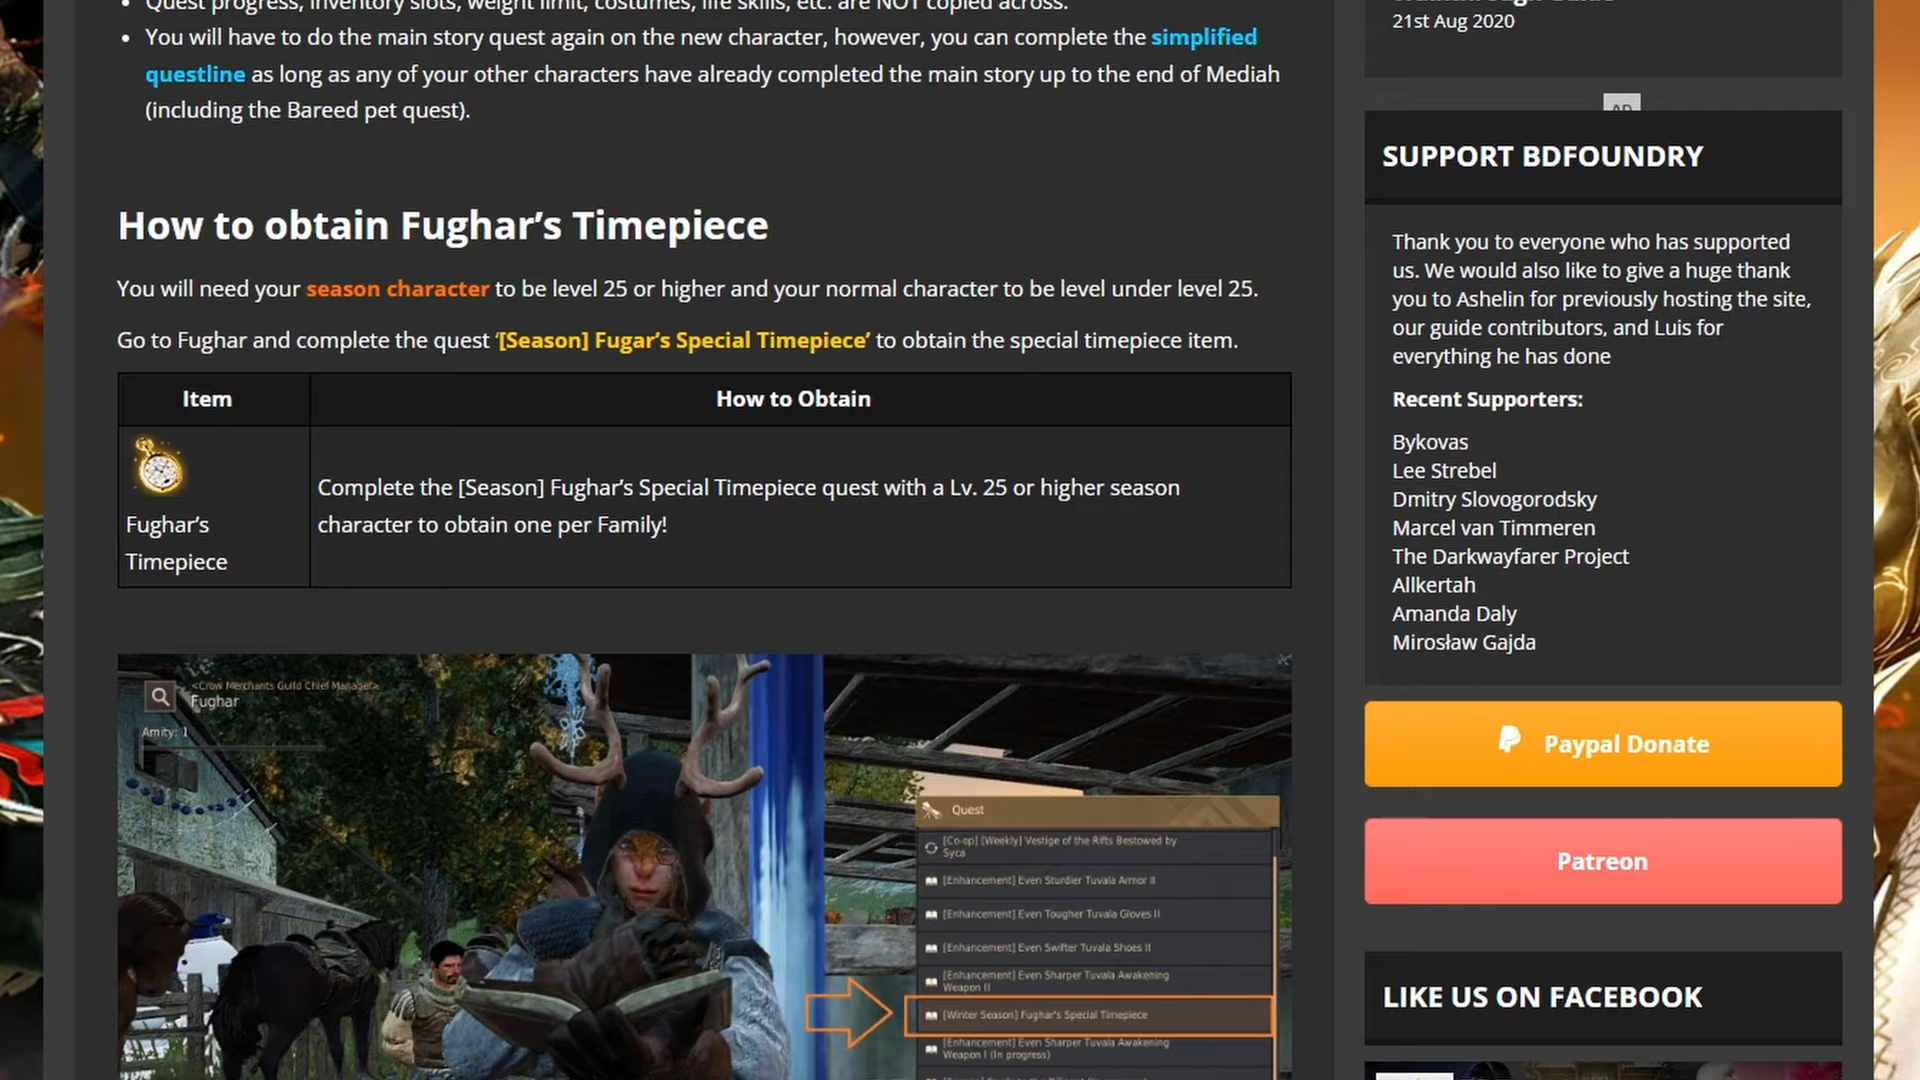 Quest progress, inventory slots, weight limit, costumes, life skills, etc. are NOT copied across.
You will have to do the main story quest again on the new character, however, you can complete the simplified
questline as long as any of your other characters have already completed the main story up to the end of Mediah
(including the Bareed pet quest).
How to obtain Fughar’s Timepiece
You will need your season character to be level 25 or higher and your normal character to be level under level 25.
Go to Fughar and complete the quest ‘[Season] Fugar’s Special Timepiece’ to obtain the special timepiece item.
Item
How to Obtain
Fughar’s
Timepiece
Complete the [Season] Fughar’s Special Timepiece quest with a Lv. 25 or higher season
character to obtain one per Family!
<Crow Merchants Guild Chief Manager>
Fughar
Amity: 1
Quest
[Co-op] [Weekly] Vestige of the Rifts Bestowed by
Syca
[Enhancement] Even Sturdier Tuvala Armor II
[Enhancement] Even Tougher Tuvala Gloves II
[Enhancement] Even Swifter Tuvala Shoes II
[Enhancement] Even Sharper Tuvala Awakening
Weapon II
[Winter Season] Fughar's Special Timepiece
[Enhancement] Even Sharper Tuvala Awakening
Weapon I (In progress)
21st Aug 2020
AD
SUPPORT BDFOUNDRY
Thank you to everyone who has supported
us. We would also like to give a huge thank
you to Ashelin for previously hosting the site,
our guide contributors, and Luis for
everything he has done
Recent Supporters:
Bykovas
Lee Strebel
Dmitry Slovogorodsky
Marcel van Timmeren
The Darkwayfarer Project
Allkertah
Amanda Daly
Mirosław Gajda
Paypal Donate
Patreon
LIKE US ON FACEBOOK